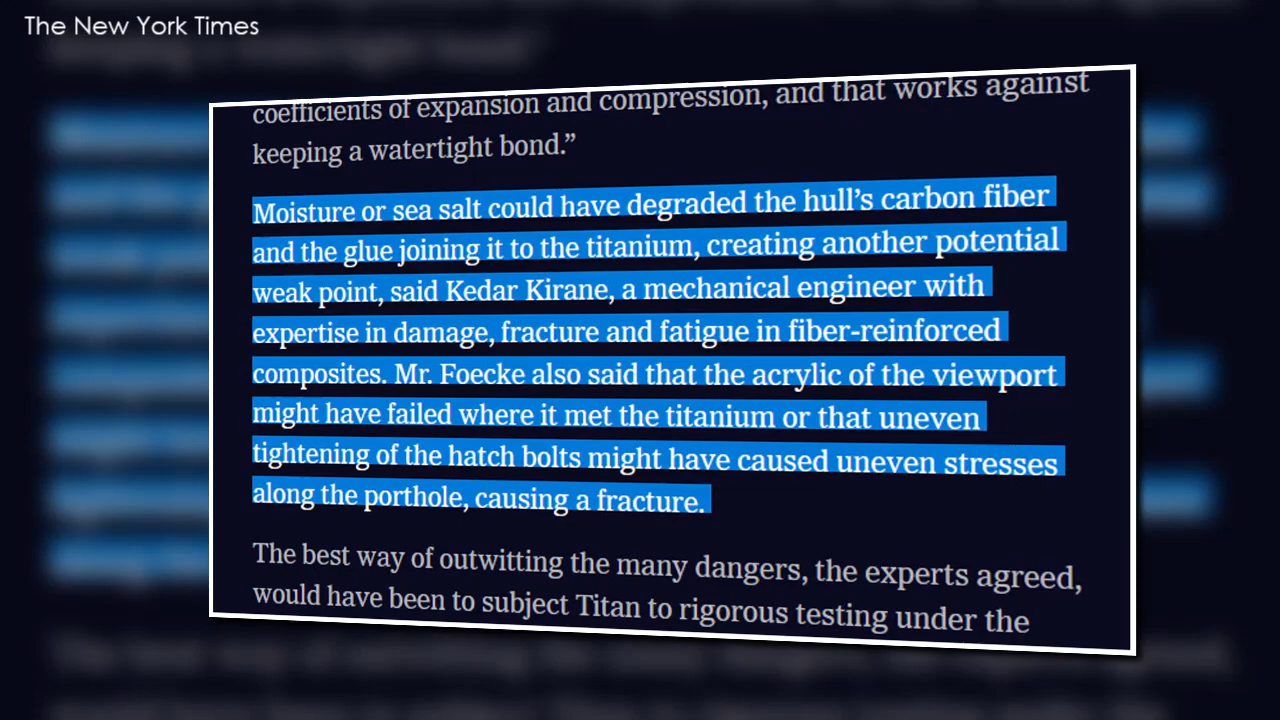 The New York Times
coefficients of expansion and compression, and that works against
keeping a watertight bond.”
Moisture or sea salt could have degraded the hull’s carbon fiber
and the glue joining it to the titanium, creating another potential
weak point, said Kedar Kirane, a mechanical engineer with
expertise in damage, fracture and fatigue in fiber-reinforced
composites. Mr. Foecke also said that the acrylic of the viewport
might have failed where it met the titanium or that uneven
tightening of the hatch bolts might have caused uneven stresses
along the porthole, causing a fracture.
The best way of outwitting the many dangers, the experts agreed,
would have been to subject Titan to rigorous testing under the